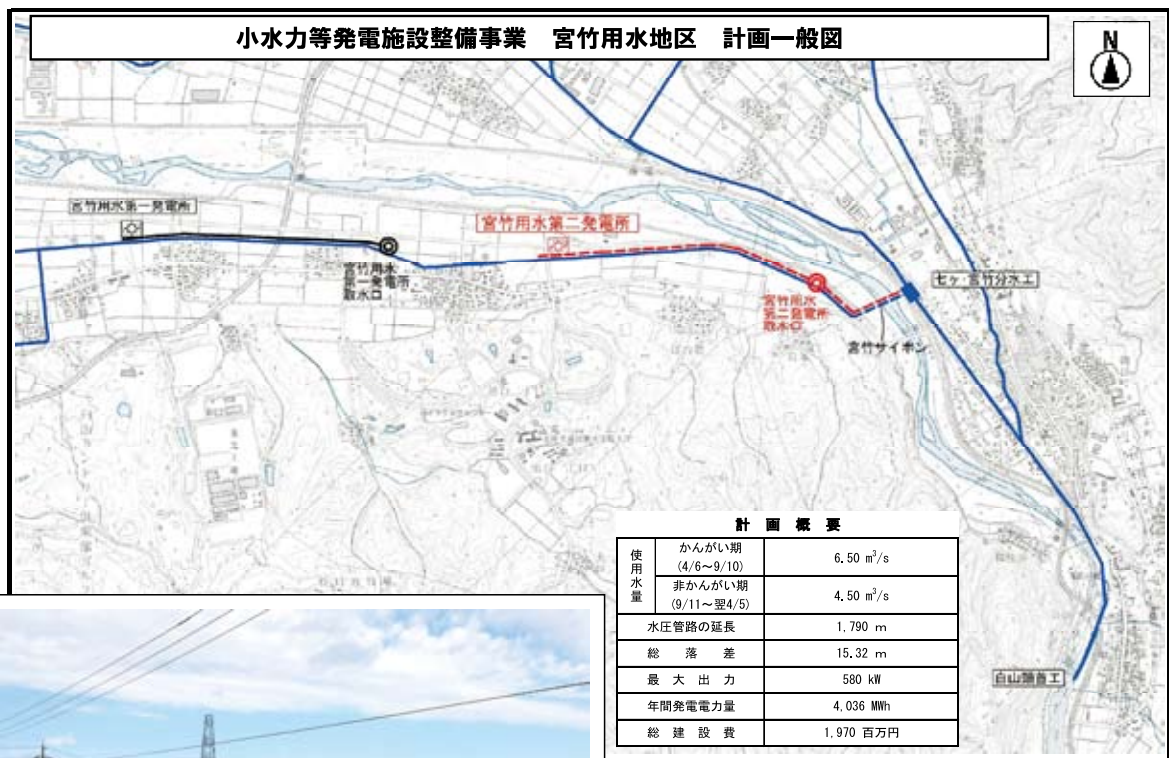 小水力等発電施設整備事業　宮竹用水地区　計画一般図
N
宮竹用水第一発電所
宮竹用水第二発電所
宮竹用水
第一発電所
取水口
七ヶ・宮竹分水工
宮竹用水
第二発電所
取水口
宮竹サイホン
白山頭首工
計画概要
使用水量
かんがい期
(4/6～9/10)
6.50 m³/s
非かんがい期
(9/11～翌4/5)
4.50 m³/s
水圧管路の延長
1,790 m
総落差
15.32 m
最大出力
580 kW
年間発電電力量
4,036 MWh
総建設費
1,970 百万円